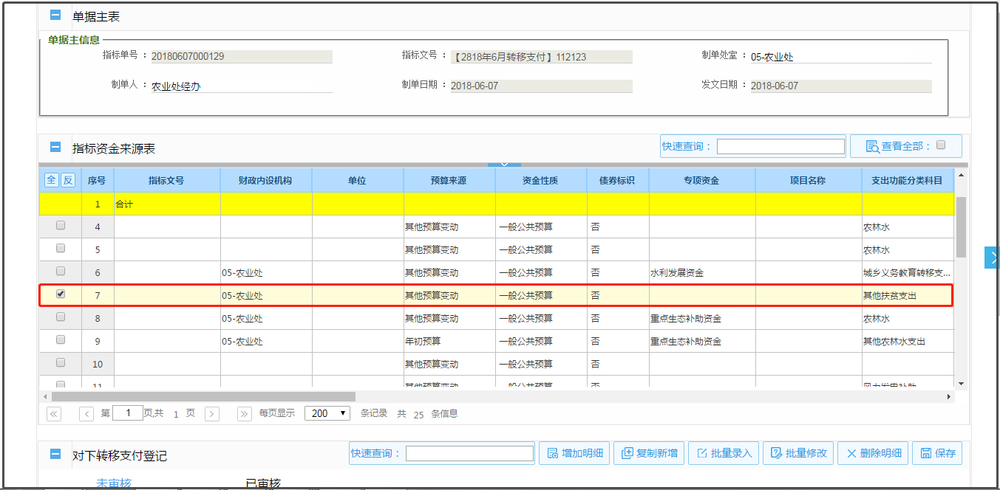 单据主表
单据主信息
指标单号 ： 20180607000129 指标文号 ： 【2818年6月转移支付】112123 制单处室 ： 05-农业处
制单人 ： 农业处经办 制单日期 ： 2018-06-07 发文日期 ： 2018-06-07
指标资金来源表 快速查询 ： 查看全部 ：
全 反 序号 指标文号 财政内设机构 单位 预算来源 资金性质 债券标识 专项资金 项目名称 支出功能分类科目
1 合计
4 其他预算变动 一般公共预算 否 农林水
5 其他预算变动 一般公共预算 否 农林水
6 05-农业处 其他预算变动 一般公共预算 否 水利发展资金 城乡义务教育转移支...
7 05-农业处 其他预算变动 一般公共预算 否 其他扶贫支出
8 05-农业处 其他预算变动 一般公共预算 否 重点生态补助资金 农林水
9 05-农业处 年初预算 一般公共预算 否 重点生态补助资金 其他农林水支出
10 其他预算变动 一般公共预算 否
11 其他预算变动 一般公共预算 否
第 1 页,共 1 页 每页显示 200 条记录 共 25 条信息
对下转移支付登记 快速查询 ： 增加明细 复制新增 批量录入 批量修改 删除明细 保存
未审核 已审核